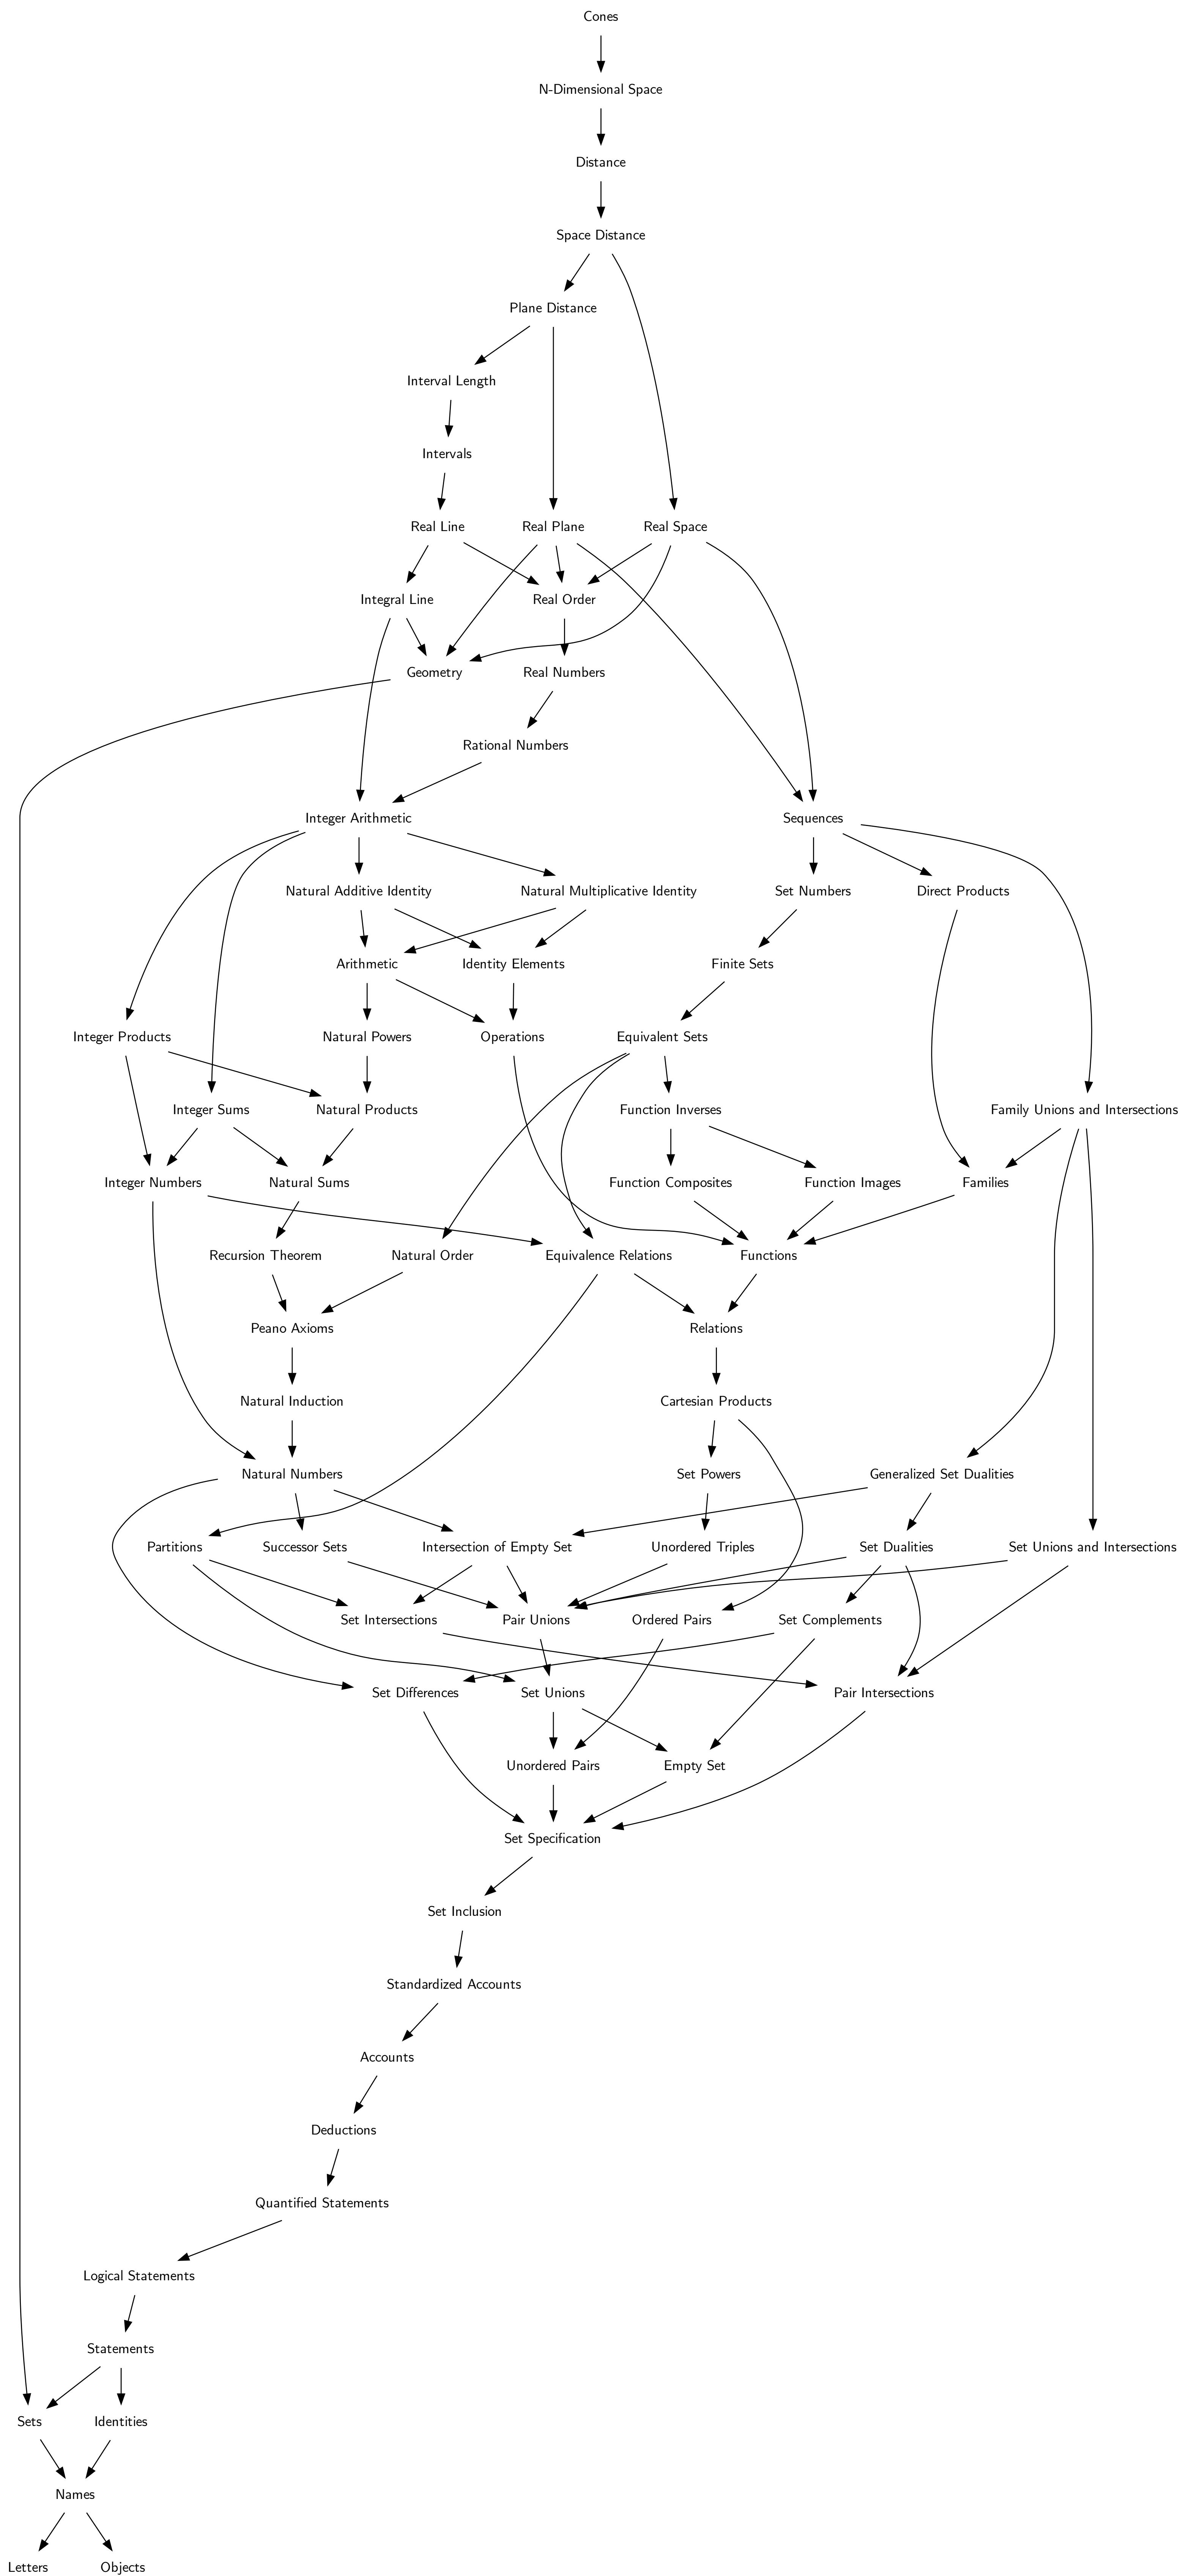 Cones
N-Dimensional Space
Distance
Space Distance
Plane Distance
Interval Length
Intervals
Real Line
Real Plane
Real Space
Integral Line
Real Order
Geometry
Real Numbers
Rational Numbers
Integer Arithmetic
Sequences
Natural Additive Identity
Natural Multiplicative Identity
Set Numbers
Direct Products
Arithmetic
Identity Elements
Finite Sets
Integer Products
Natural Powers
Operations
Equivalent Sets
Integer Sums
Natural Products
Function Inverses
Family Unions and Intersections
Integer Numbers
Natural Sums
Function Composites
Function Images
Families
Recursion Theorem
Natural Order
Equivalence Relations
Functions
Peano Axioms
Relations
Natural Induction
Cartesian Products
Natural Numbers
Set Powers
Generalized Set Dualities
Partitions
Successor Sets
Intersection of Empty Set
Unordered Triples
Set Dualities
Set Unions and Intersections
Set Intersections
Pair Unions
Ordered Pairs
Set Complements
Set Differences
Set Unions
Pair Intersections
Unordered Pairs
Empty Set
Set Specification
Set Inclusion
Standardized Accounts
Accounts
Deductions
Quantified Statements
Logical Statements
Statements
Sets
Identities
Names
Letters
Objects